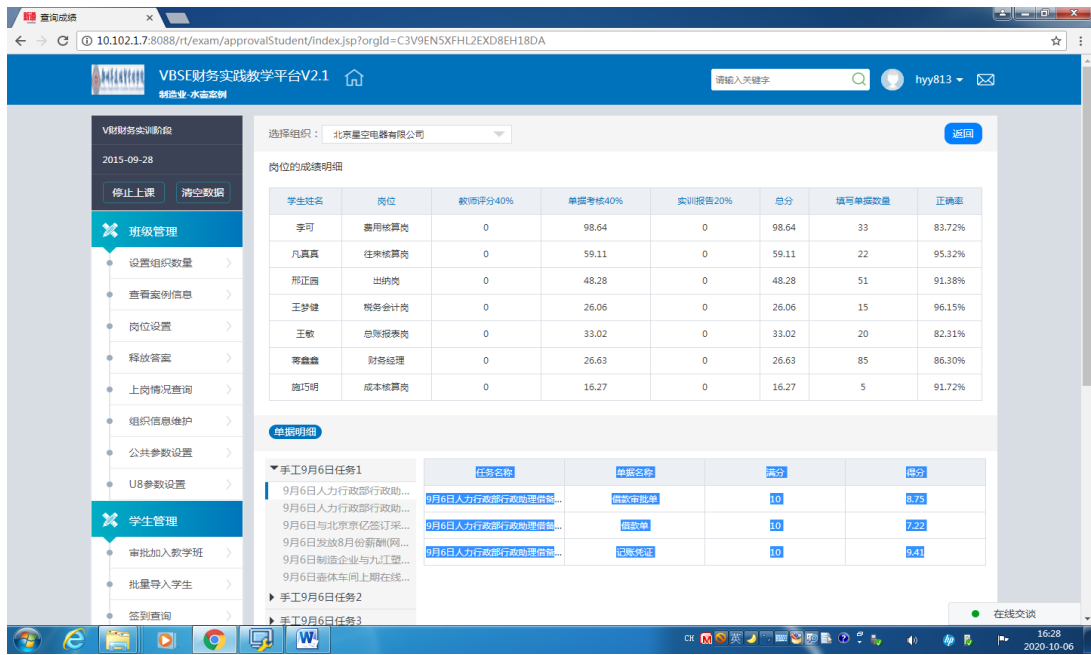 查询成绩
10.102.1.7:8088/rt/exam/approvalStudent/index.jsp?orgId=C3V9EN5XFHL2EXD8EH18DA
VBSE财务实践教学平台V2.1
制造业-水壶案例
请输入关键字
hyy813
V财财务实训阶段
2015-09-28
停止上课 清空数据
班级管理
设置组织数量
查看案例信息
岗位设置
释放答案
上岗情况查询
组织信息维护
公共参数设置
U8参数设置
学生管理
审批加入教学班
批量导入学生
签到查询
选择组织： 北京星空电器有限公司 返回
岗位的成绩明细
学生姓名 岗位 教师评分40% 单据考核40% 实训报告20% 总分 填写单据数量 正确率
李可 费用核算岗 0 98.64 0 98.64 33 83.72%
凡真真 往来核算岗 0 59.11 0 59.11 22 95.32%
邢正园 出纳岗 0 48.28 0 48.28 51 91.38%
王梦健 税务会计岗 0 26.06 0 26.06 15 96.15%
王敏 总账报表岗 0 33.02 0 33.02 20 82.31%
蒋鑫鑫 财务经理 0 26.63 0 26.63 85 86.30%
施巧明 成本核算岗 0 16.27 0 16.27 5 91.72%
单据明细
手工9月6日任务1
9月6日人力行政部行政助...
9月6日人力行政部行政助...
9月6日与北京京亿签订采...
9月6日发放8月份薪酬(网...
9月6日制造企业与九江塑...
9月6日壶体车间上期在线...
手工9月6日任务2
手工9月6日任务3
任务名称 单据名称 满分 得分
9月6日人力行政部行政助理借备... 借款审批单 10 8.75
9月6日人力行政部行政助理借备... 借款单 10 7.22
9月6日人力行政部行政助理借备... 记账凭证 10 9.41
在线交谈
CH 英
16:28
2020-10-06